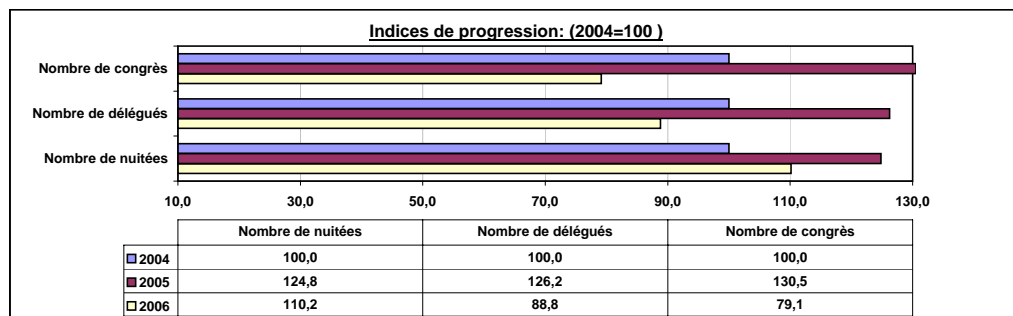 Indices de progression: (2004=100 )
Nombre de congrès
Nombre de délégués
Nombre de nuitées
10,0 30,0 50,0 70,0 90,0 110,0 130,0
Nombre de nuitées Nombre de délégués Nombre de congrès
2004 100,0 100,0 100,0
2005 124,8 126,2 130,5
2006 110,2 88,8 79,1